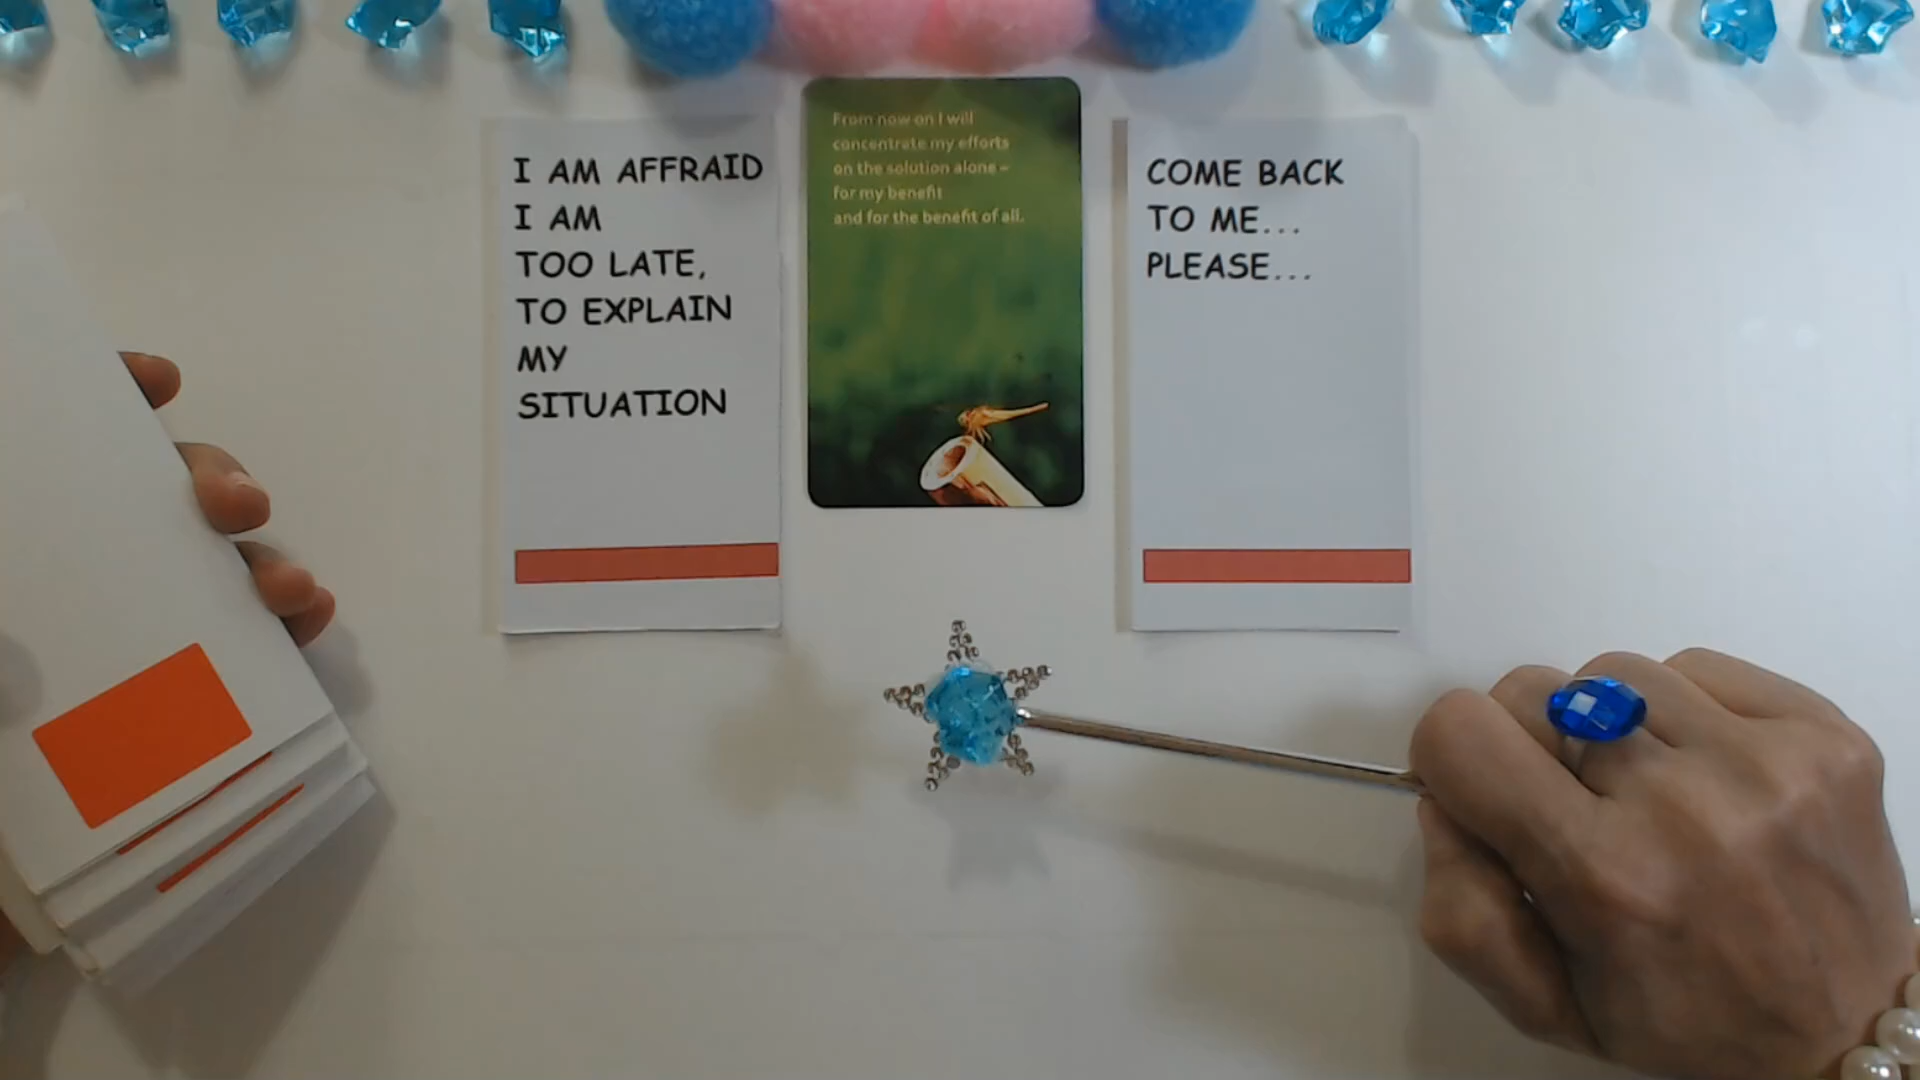 I AM AFFRAID
I AM
TOO LATE,
TO EXPLAIN
MY
SITUATION
From now on I will
concentrate my efforts
on the solution alone –
for my benefit
and for the benefit of all.
COME BACK
TO ME...
PLEASE...